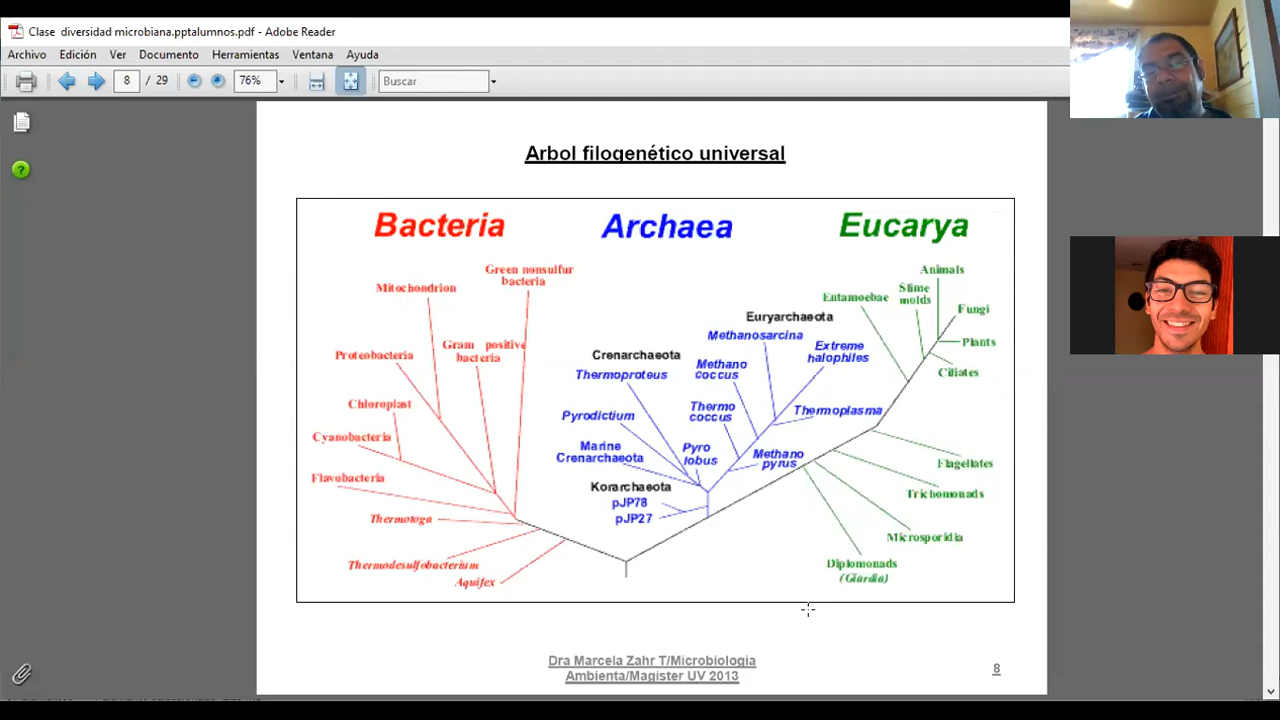 Clase diversidad microbiana.pptalumnos.pdf - Adobe Reader
Archivo Edición Ver Documento Herramientas Ventana Ayuda
8 / 29 76% Buscar
Arbol filogenético universal
Bacteria Archaea Eucarya
Green nonsulfur
bacteria
Mitochondrion
Gram positive
bacteria
Proteobacteria
Chloroplast
Cyanobacteria
Flavobacteria
Thermotoga
Thermodesulfobacterium
Aquifex
Euryarchaeota
Methanosarcina
Extreme
halophiles
Crenarchaeota
Thermoproteus
Methano
coccus
Pyrodictium
Thermo
coccus
Thermoplasma
Marine
Crenarchaeota
Pyro
lobus
Methano
pyrus
Korarchaeota
pJP78
pJP27
Animals
Entamoebae
Slime
molds
Fungi
Plants
Ciliates
Flagellates
Trichomonads
Microsporidia
Diplomonads
(Giardia)
Dra Marcela Zahr T/Microbiologia
Ambienta/Magister UV 2013
8